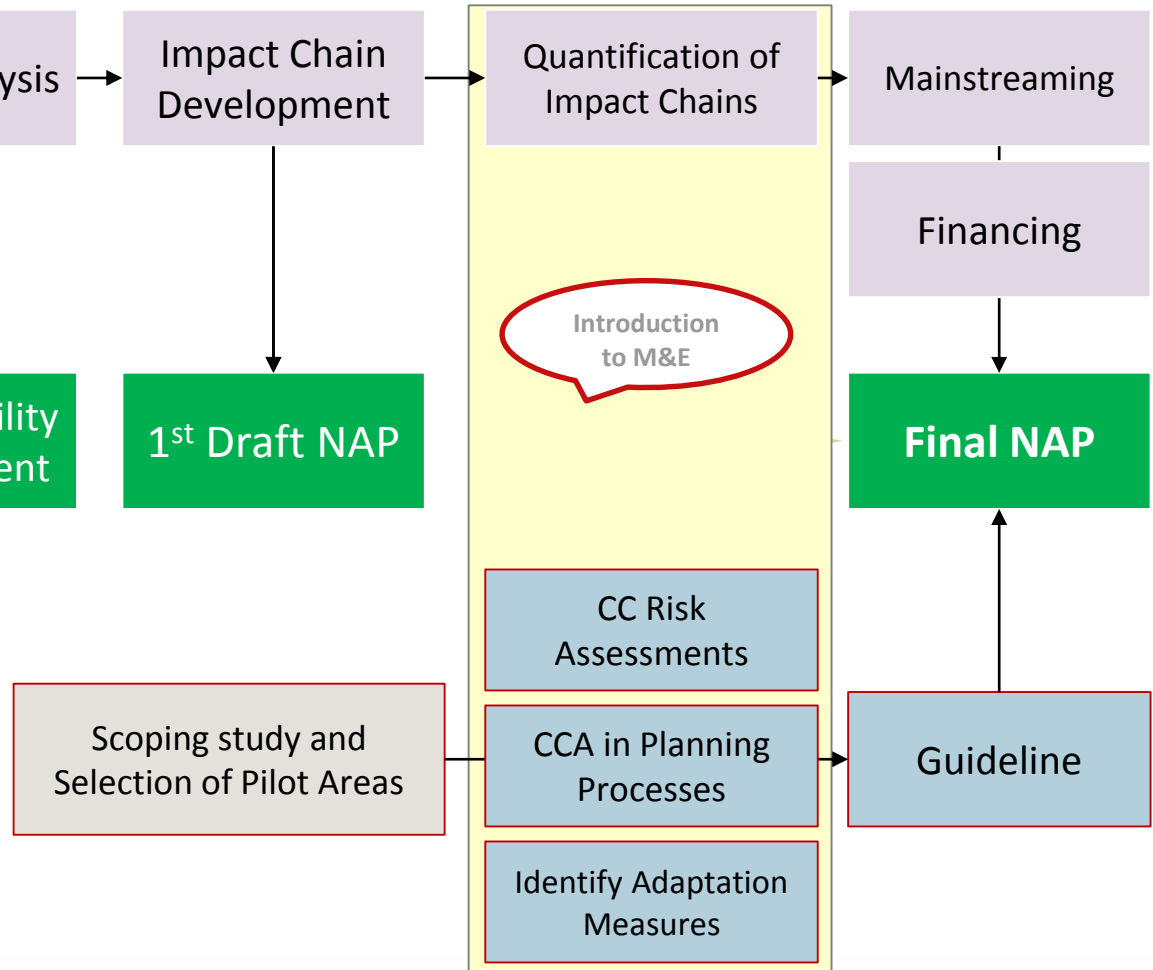 ysis
Impact Chain
Development
Quantification of
Impact Chains
Mainstreaming
Financing
Introduction
to M&E
ility
ent
1st Draft NAP
Final NAP
CC Risk
Assessments
Scoping study and
Selection of Pilot Areas
CCA in Planning
Processes
Guideline
Identify Adaptation
Measures